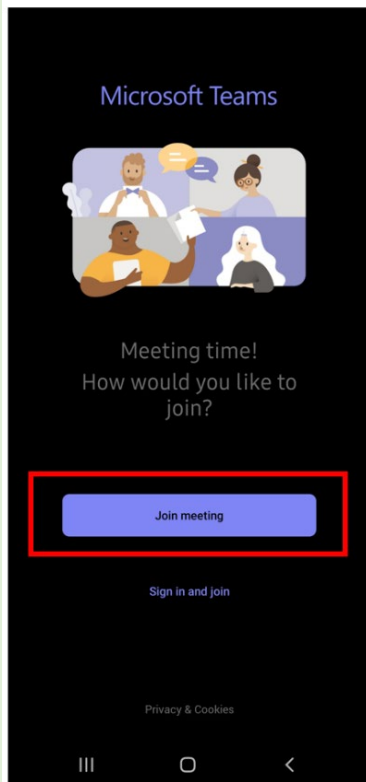 Microsoft Teams
Meeting time!
How would you like to
join?
Join meeting
Sign in and join
Privacy & Cookies